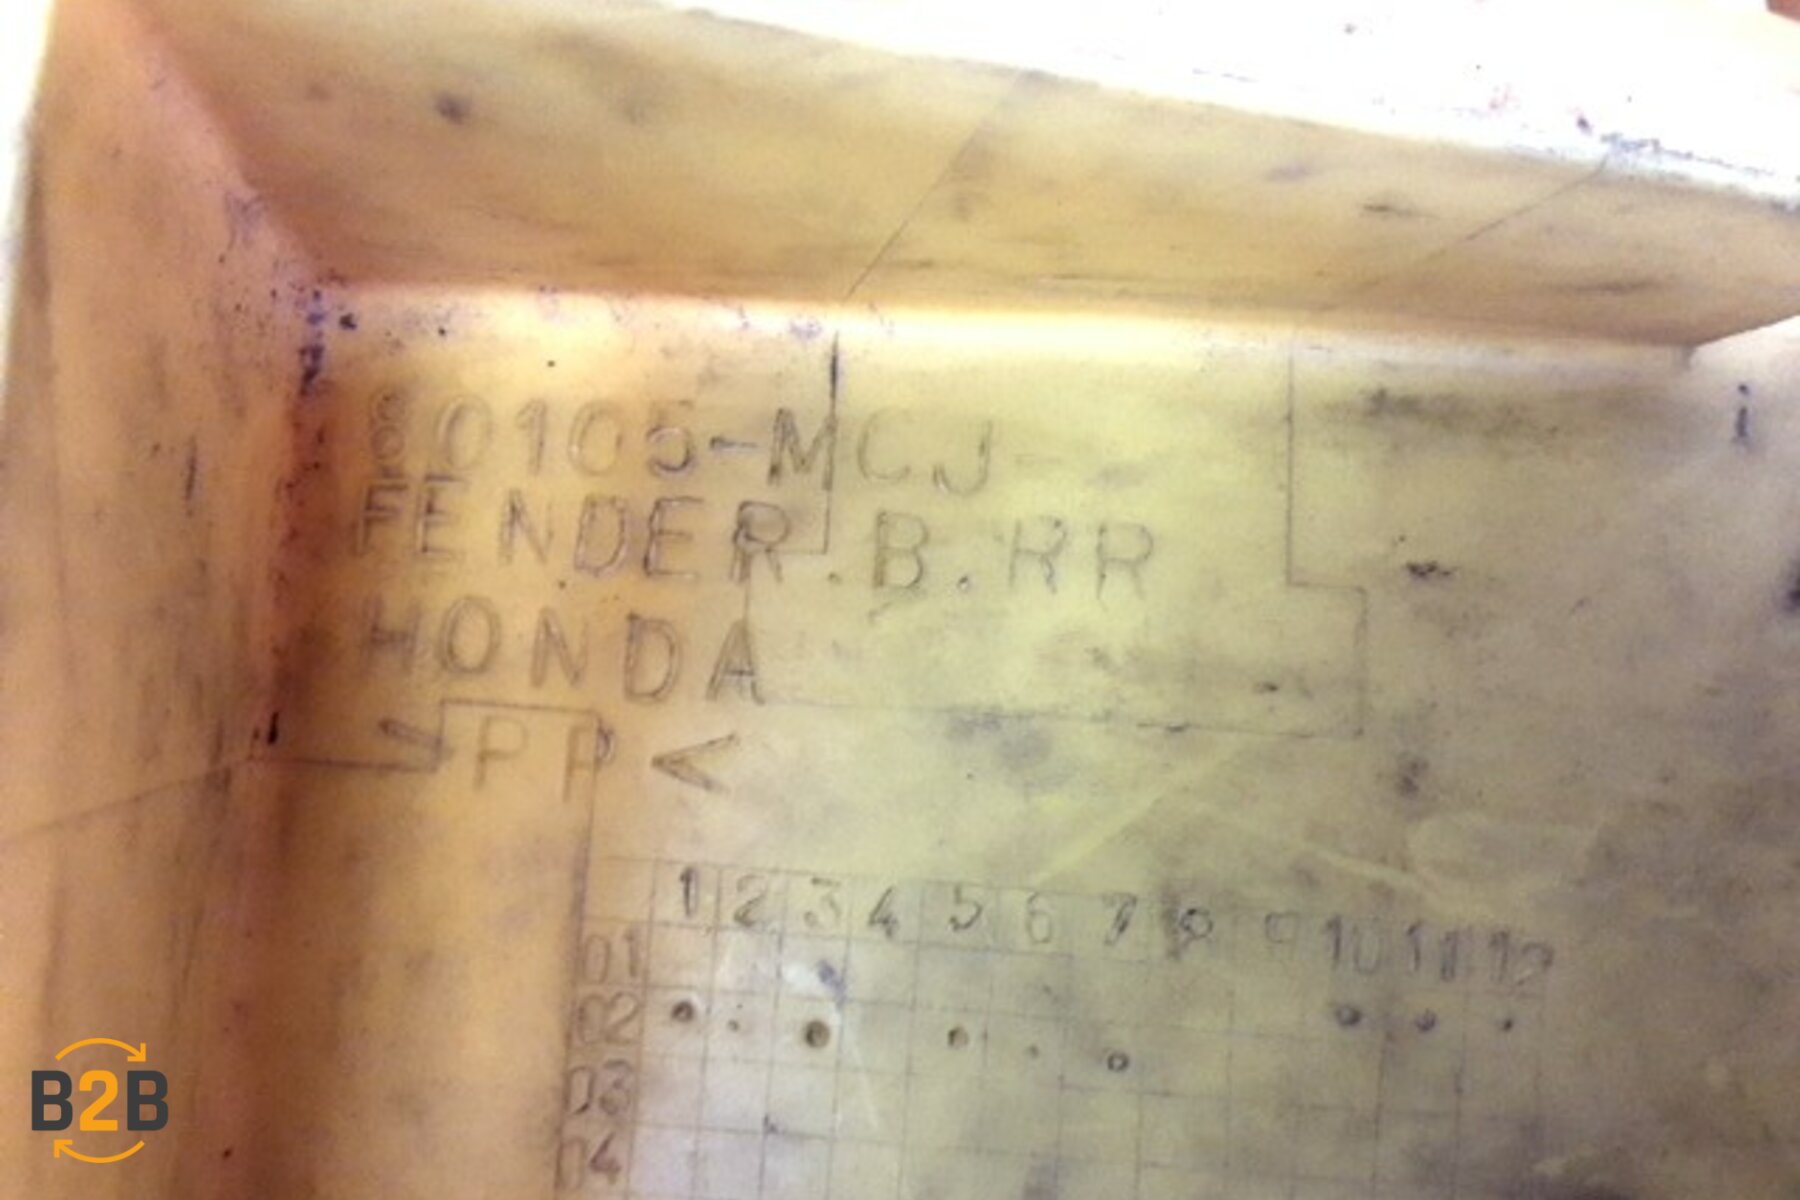 80105-MCJ-
FENDER.B.RR
HONDA
>PP<
1 2 3 4 5 6 7 8 9 10 11 12
01
02
03
04
B2B